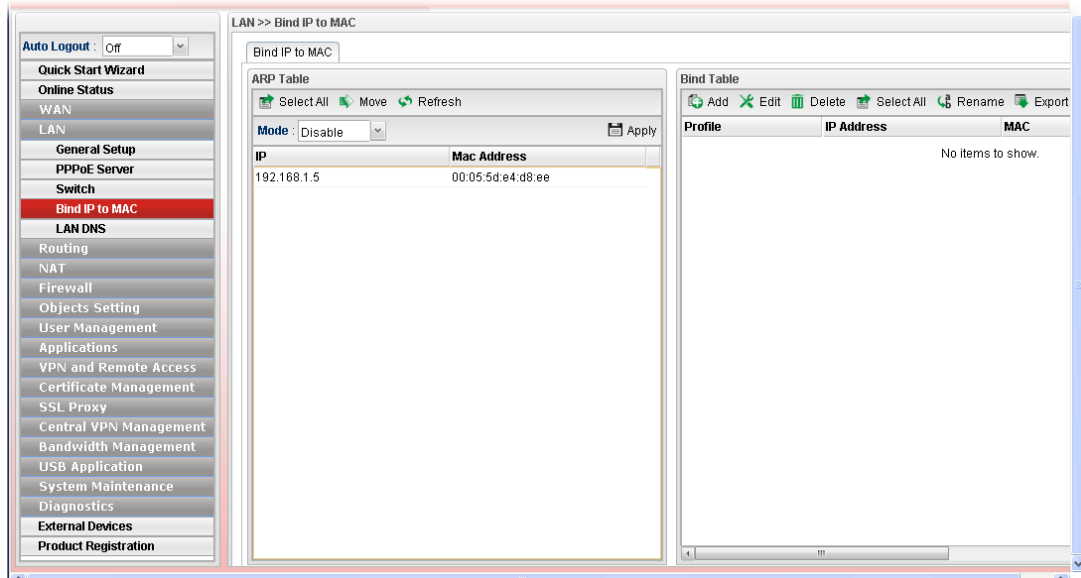 LAN >> Bind IP to MAC
Auto Logout : Off
Quick Start Wizard
Online Status
WAN
LAN
General Setup
PPPoE Server
Switch
Bind IP to MAC
LAN DNS
Routing
NAT
Firewall
Objects Setting
User Management
Applications
VPN and Remote Access
Certificate Management
SSL Proxy
Central VPN Management
Bandwidth Management
USB Application
System Maintenance
Diagnostics
External Devices
Product Registration
Bind IP to MAC
ARP Table
Select All Move Refresh
Mode : Disable Apply
IP Mac Address
192.168.1.5 00:05:5d:e4:d8:ee
Bind Table
Add Edit Delete Select All Rename Export
Profile IP Address MAC
No items to show.